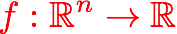 f : ℝⁿ → ℝ